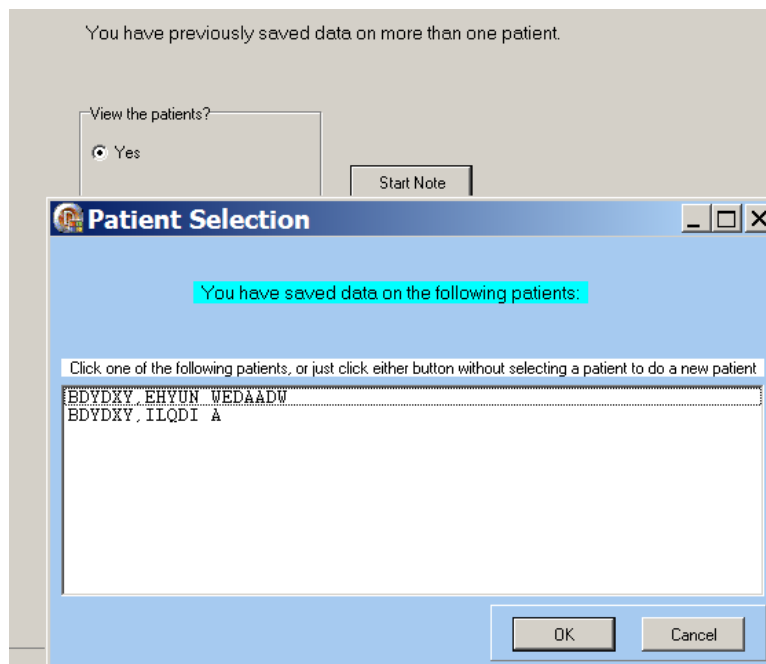 You have previously saved data on more than one patient.
View the patients?
Yes
Start Note
Patient Selection
You have saved data on the following patients:
Click one of the following patients, or just click either button without selecting a patient to do a new patient
BDYDXY,EHYUN WEDAADW
BDYDXY,ILQDI A
OK
Cancel